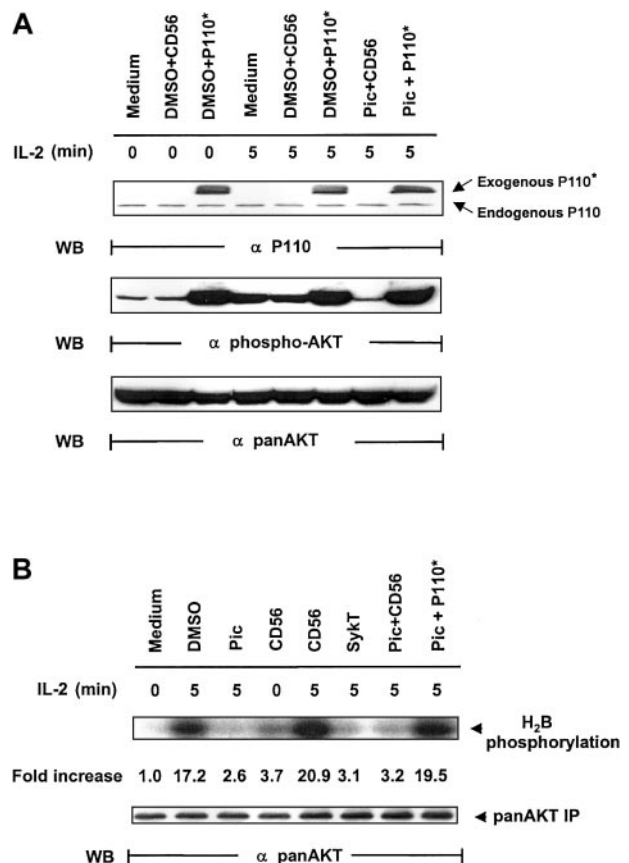 A
Medium
DMSO+CD56
DMSO+P110*
Medium
DMSO+CD56
DMSO+P110*
Pic+CD56
Pic + P110*
IL-2 (min) 0 0 0 5 5 5 5 5
Exogenous P110*
Endogenous P110
WB α P110
WB α phospho-AKT
WB α panAKT
B
Medium
DMSO
Pic
CD56
CD56
SykT
Pic+CD56
Pic + P110*
IL-2 (min) 0 5 5 0 5 5 5 5
H2B
phosphorylation
Fold increase 1.0 17.2 2.6 3.7 20.9 3.1 3.2 19.5
panAKT IP
WB α panAKT